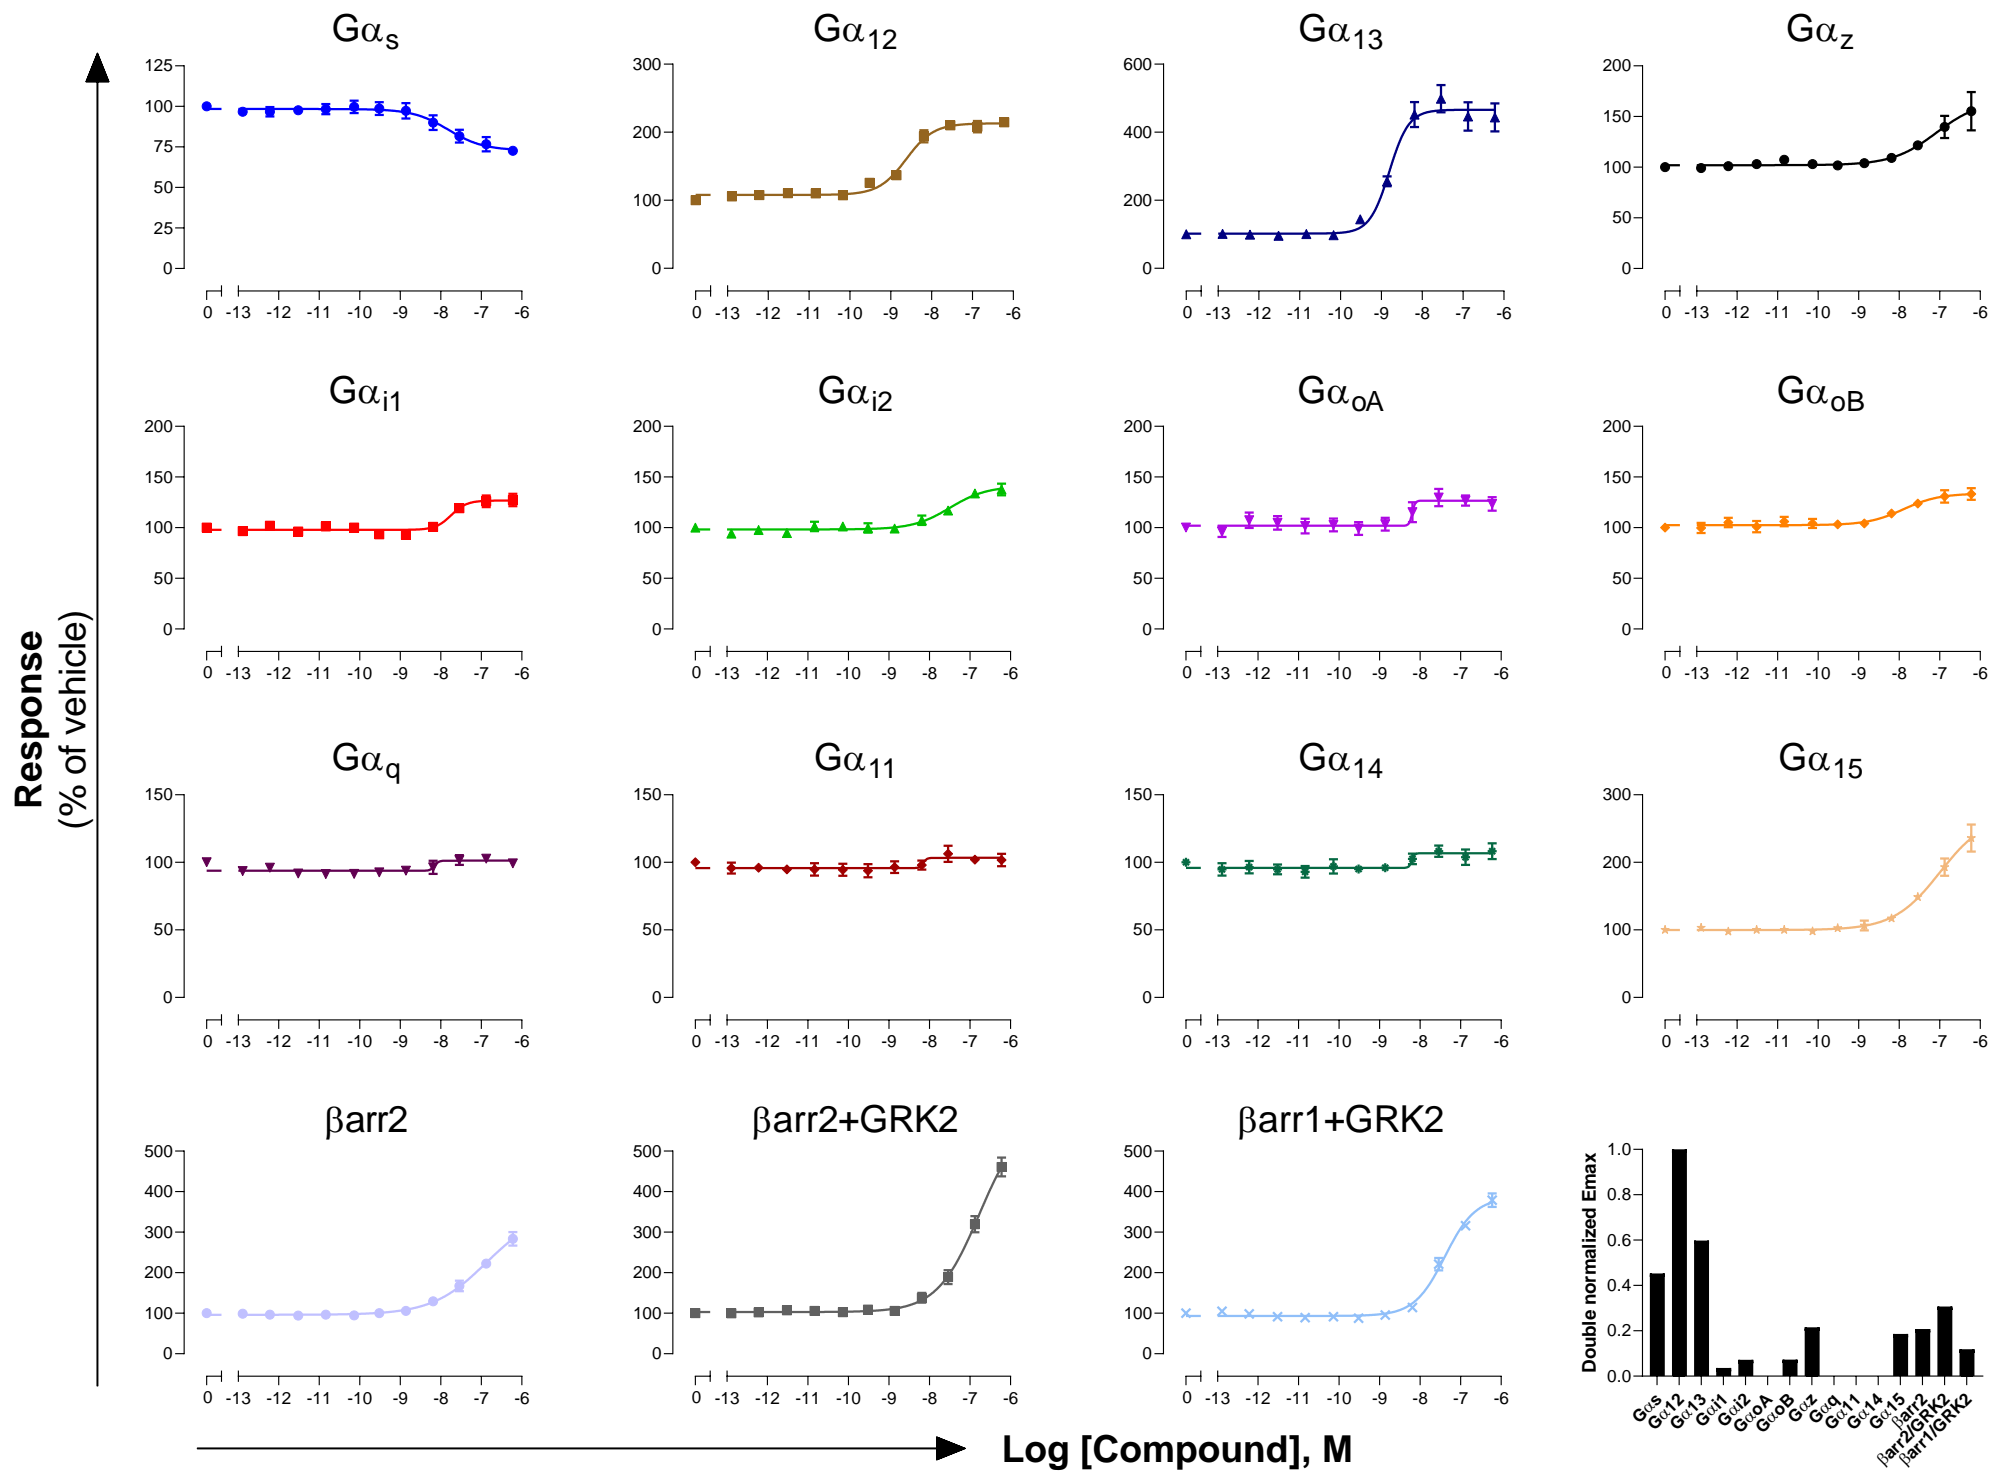 Gαs
Gα12
Gα13
Gαz
125
100
75
50
25
0
0 -13 -12 -11 -10 -9 -8 -7 -6
300
200
100
0
0 -13 -12 -11 -10 -9 -8 -7 -6
600
400
200
0
0 -13 -12 -11 -10 -9 -8 -7 -6
200
150
100
50
0
0 -13 -12 -11 -10 -9 -8 -7 -6
Gαi1
Gαi2
GαoA
GαoB
200
150
100
50
0
0 -13 -12 -11 -10 -9 -8 -7 -6
200
150
100
50
0
0 -13 -12 -11 -10 -9 -8 -7 -6
200
150
100
50
0
0 -13 -12 -11 -10 -9 -8 -7 -6
200
150
100
50
0
0 -13 -12 -11 -10 -9 -8 -7 -6
Response
(% of vehicle)
Gαq
Gα11
Gα14
Gα15
150
100
50
0
0 -13 -12 -11 -10 -9 -8 -7 -6
150
100
50
0
0 -13 -12 -11 -10 -9 -8 -7 -6
150
100
50
0
0 -13 -12 -11 -10 -9 -8 -7 -6
300
200
100
0
0 -13 -12 -11 -10 -9 -8 -7 -6
βarr2
βarr2+GRK2
βarr1+GRK2
500
400
300
200
100
0
0 -13 -12 -11 -10 -9 -8 -7 -6
500
400
300
200
100
0
0 -13 -12 -11 -10 -9 -8 -7 -6
500
400
300
200
100
0
0 -13 -12 -11 -10 -9 -8 -7 -6
Double normalized Emax
1.0
0.8
0.6
0.4
0.2
0.0
Gαs
Gα12
Gα13
Gαi1
Gαi2
GαoA
GαoB
Gαz
Gαq
Gα11
Gα14
Gα15
βarr2
βarr2/GRK2
βarr1/GRK2
Log [Compound], M